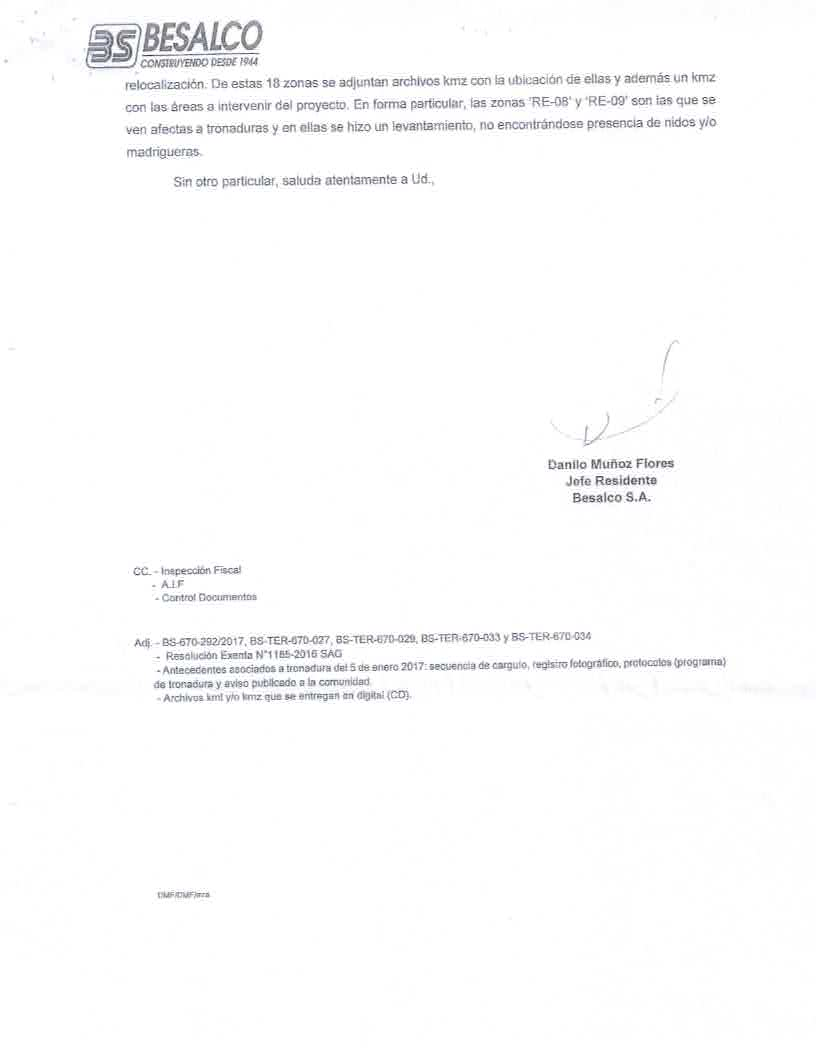 BS BESALCO
CONSTRUYENDO DESDE 1944
relocalización. De estas 18 zonas se adjuntan archivos kmz con la ubicación de ellas y además un kmz
con las áreas a intervenir del proyecto. En forma particular, las zonas 'RE-08' y 'RE-09' son las que se
ven afectas a tronaduras y en ellas se hizo un levantamiento, no encontrándose presencia de nidos y/o
madrigueras.
Sin otro particular, saluda atentamente a Ud.,
Danilo Muñoz Flores
Jefe Residente
Besalco S.A.
CC. - Inspección Fiscal
- A.I.F
- Control Documentos
Adj. - BS-670-292/2017, BS-TER-670-027, BS-TER-670-029, BS-TER-670-033 y BS-TER-670-034
- Resolución Exenta N°1165-2016 SAG
- Antecedentes asociados a tronadura del 5 de enero 2017: secuencia de carguío, registro fotográfico, protocolos (programa)
de tronadura y aviso publicado a la comunidad.
- Archivos kml y/o kmz que se entregan en digital (CD).
DMF/DMF/mra